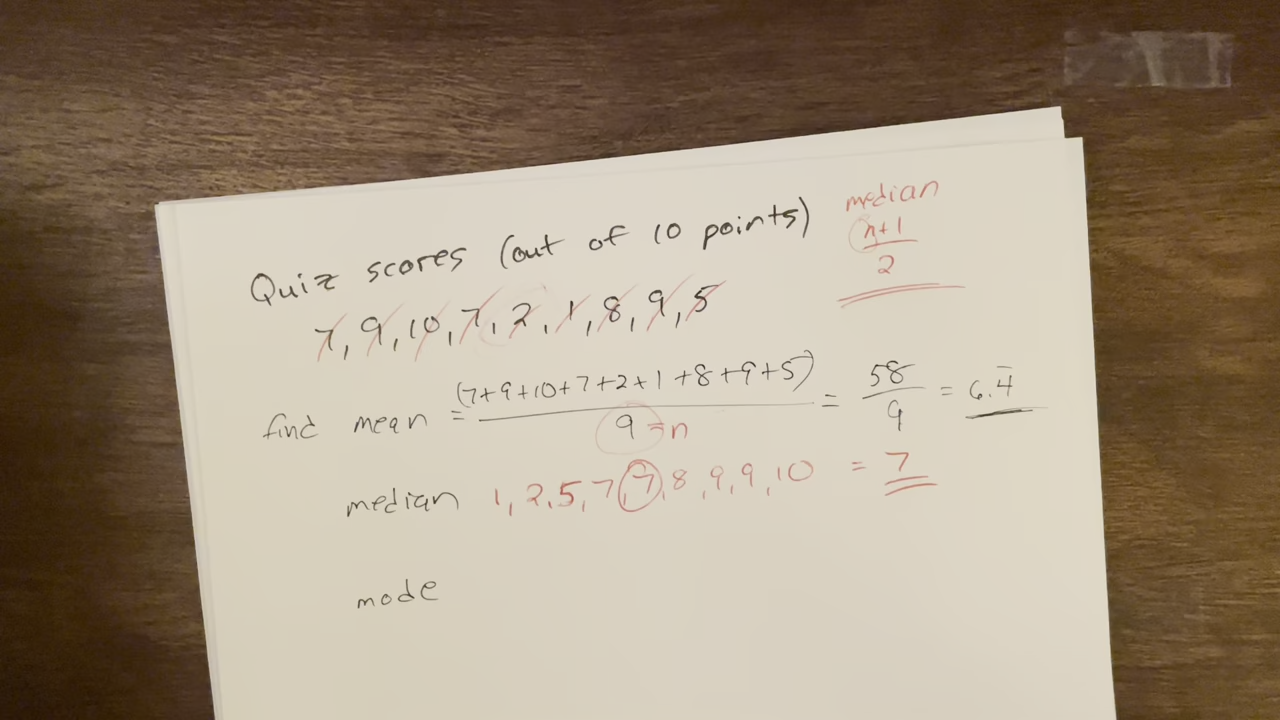 Quiz scores (out of 10 points)
median
n+1
2
7, 9, 10, 7, 2, 1, 8, 9, 5
find mean = (7+9+10+7+2+1+8+9+5) / 9 = n = 58 / 9 = 6.4̅
median 1, 2, 5, 7, 7, 8, 9, 9, 10 = 7
mode